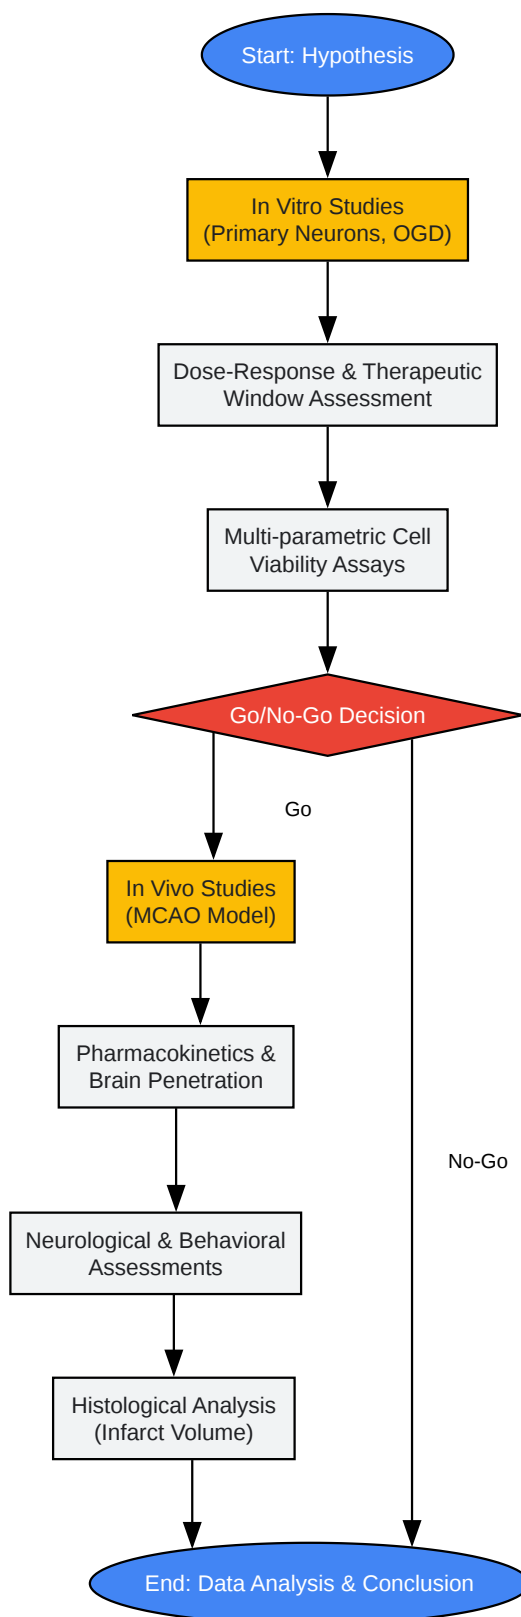 Start: Hypothesis
In Vitro Studies
(Primary Neurons, OGD)
Dose-Response & Therapeutic
Window Assessment
Multi-parametric Cell
Viability Assays
Go/No-Go Decision
Go
In Vivo Studies
(MCAO Model)
Pharmacokinetics &
Brain Penetration
No-Go
Neurological & Behavioral
Assessments
Histological Analysis
(Infarct Volume)
End: Data Analysis & Conclusion